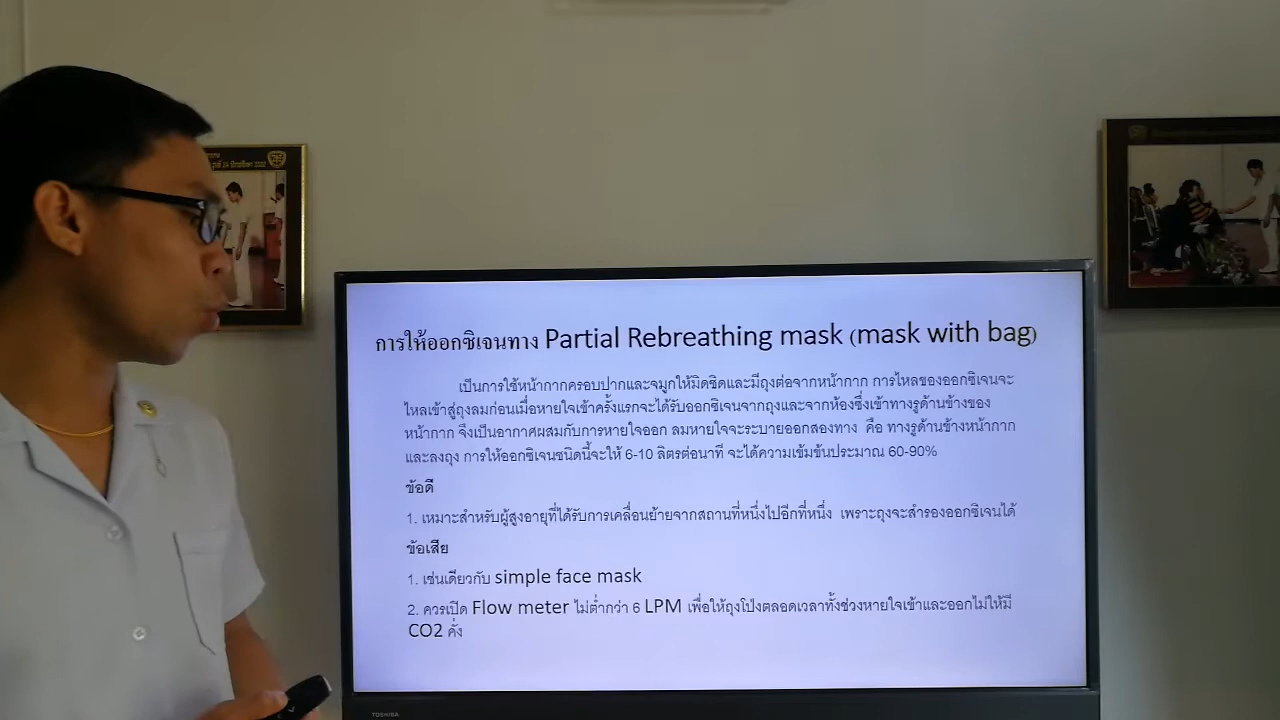 การให้ออกซิเจนทาง Partial Rebreathing mask (mask with bag)
เป็นการใช้หน้ากากครอบปากและจมูกให้มิดชิดและมีถุงต่อจากหน้ากาก การไหลของออกซิเจนจะ
ไหลเข้าสู่ถุงลมก่อนเมื่อหายใจเข้าครั้งแรกจะได้รับออกซิเจนจากถุงและจากห้องซึ่งเข้าทางรูด้านข้างของ
หน้ากาก จึงเป็นอากาศผสมกับการหายใจออก ลมหายใจจะระบายออกสองทาง คือ ทางรูด้านข้างหน้ากาก
และลงถุง การให้ออกซิเจนชนิดนี้จะให้ 6-10 ลิตรต่อนาที จะได้ความเข้มข้นประมาณ 60-90%
ข้อดี
1. เหมาะสำหรับผู้สูงอายุที่ได้รับการเคลื่อนย้ายจากสถานที่หนึ่งไปอีกที่หนึ่ง เพราะถุงจะสำรองออกซิเจนได้
ข้อเสีย
1. เช่นเดียวกับ simple face mask
2. ควรเปิด Flow meter ไม่ต่ำกว่า 6 LPM เพื่อให้ถุงโป่งตลอดเวลาทั้งช่วงหายใจเข้าและออกไม่ให้มี
CO2 คั่ง
TOSHIBA